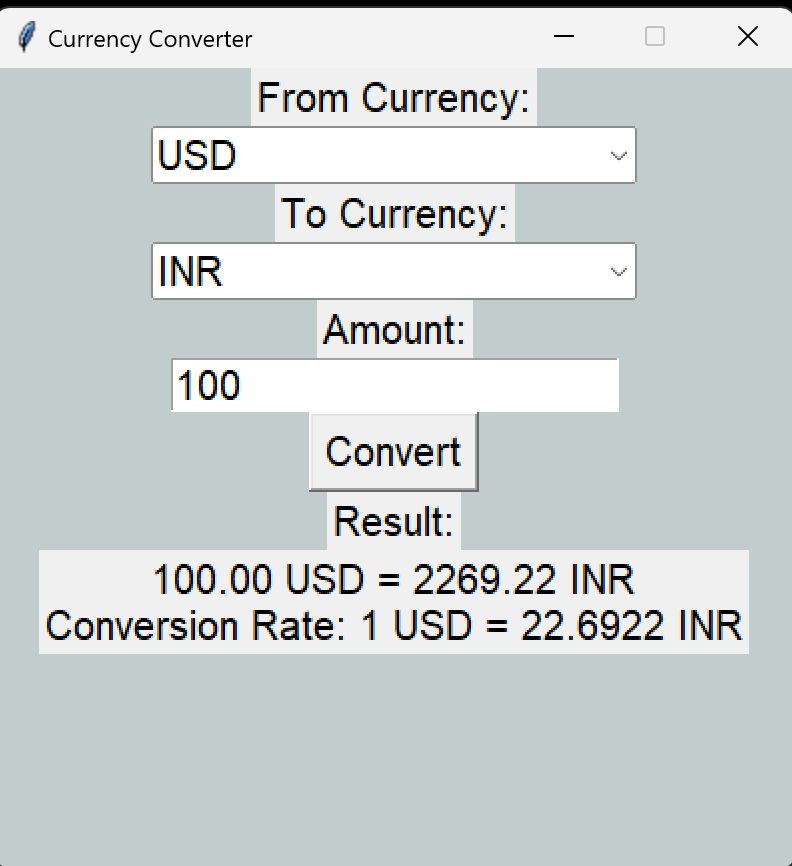 Currency Converter
From Currency:
USD
To Currency:
INR
Amount:
100
Convert
Result:
100.00 USD = 2269.22 INR
Conversion Rate: 1 USD = 22.6922 INR